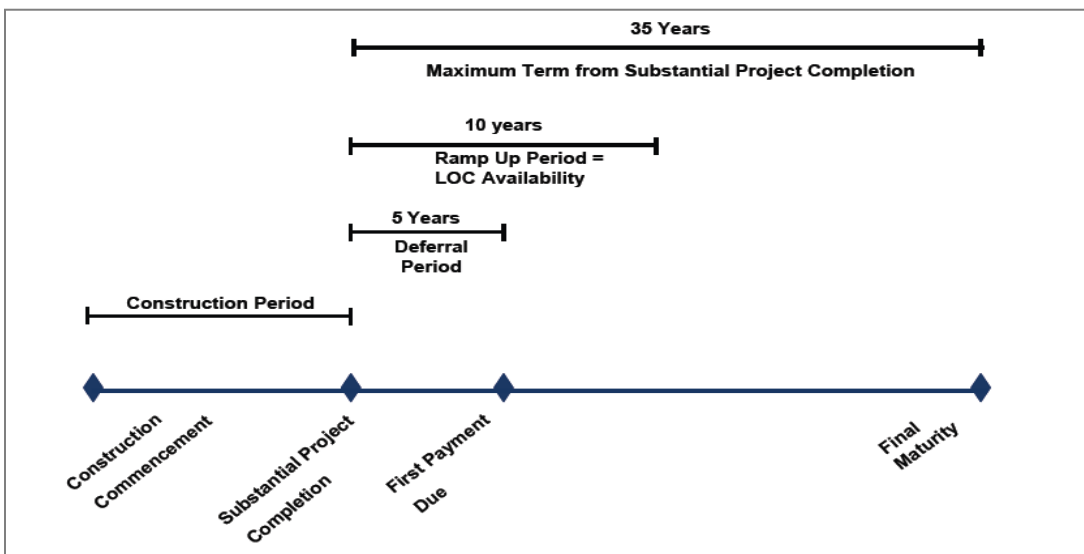 35 Years
Maximum Term from Substantial Project Completion
10 years
Ramp Up Period =
LOC Availability
5 Years
Deferral
Period
Construction Period
Construction
Commencement
Substantial Project
Completion
First Payment
Due
Final
Maturity